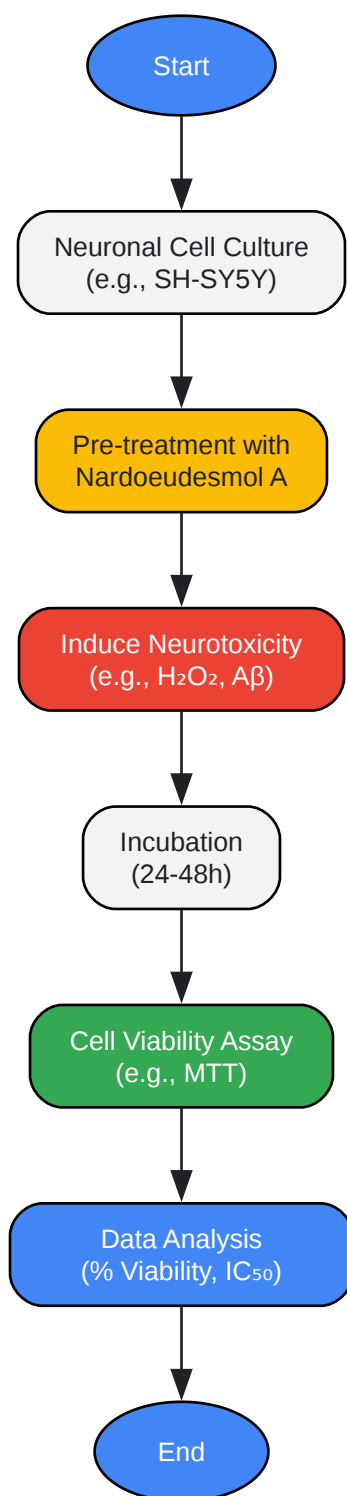 Start
Neuronal Cell Culture
(e.g., SH-SY5Y)
Pre-treatment with
Nardoeudesmol A
Induce Neurotoxicity
(e.g., H₂O₂, Aβ)
Incubation
(24-48h)
Cell Viability Assay
(e.g., MTT)
Data Analysis
(% Viability, IC₅₀)
End